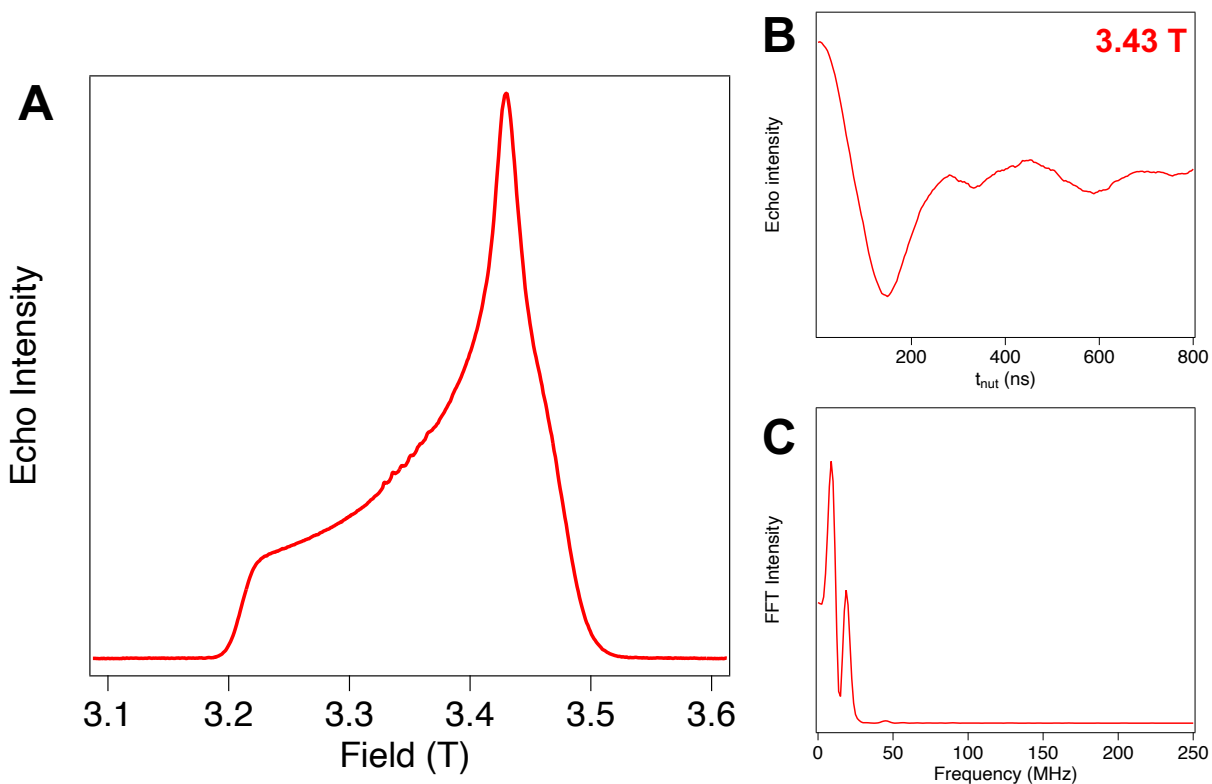 A
Echo Intensity
3.1 3.2 3.3 3.4 3.5 3.6
Field (T)
B
3.43 T
Echo intensity
200 400 600 800
tnut (ns)
C
FFT Intensity
0 50 100 150 200 250
Frequency (MHz)